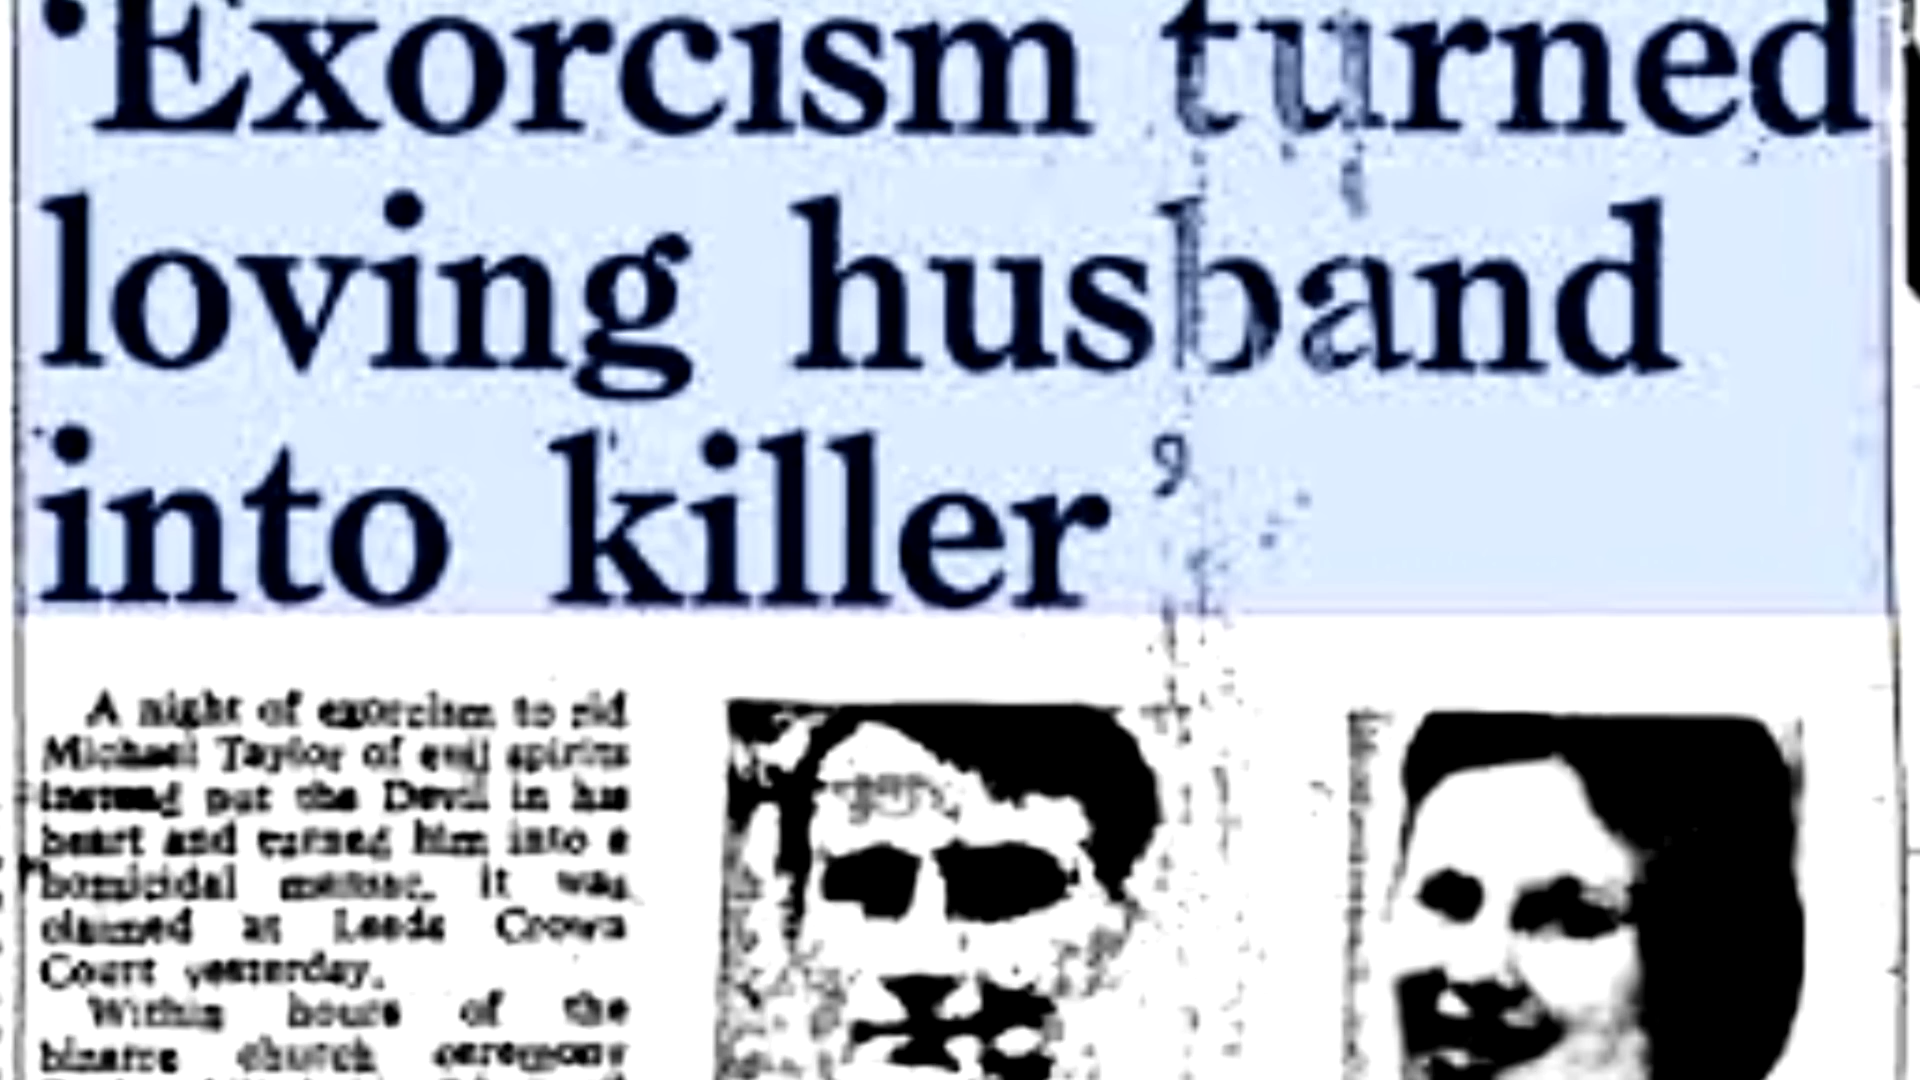 ‘Exorcism turned
loving husband
into killer’
A night of exorcism to rid
Michael Taylor of evil spirits
instead put the Devil in his
heart and turned him into a
homicidal maniac, it was
claimed at Leeds Crown
Court yesterday.
Within hours of the
bizarre church ceremony